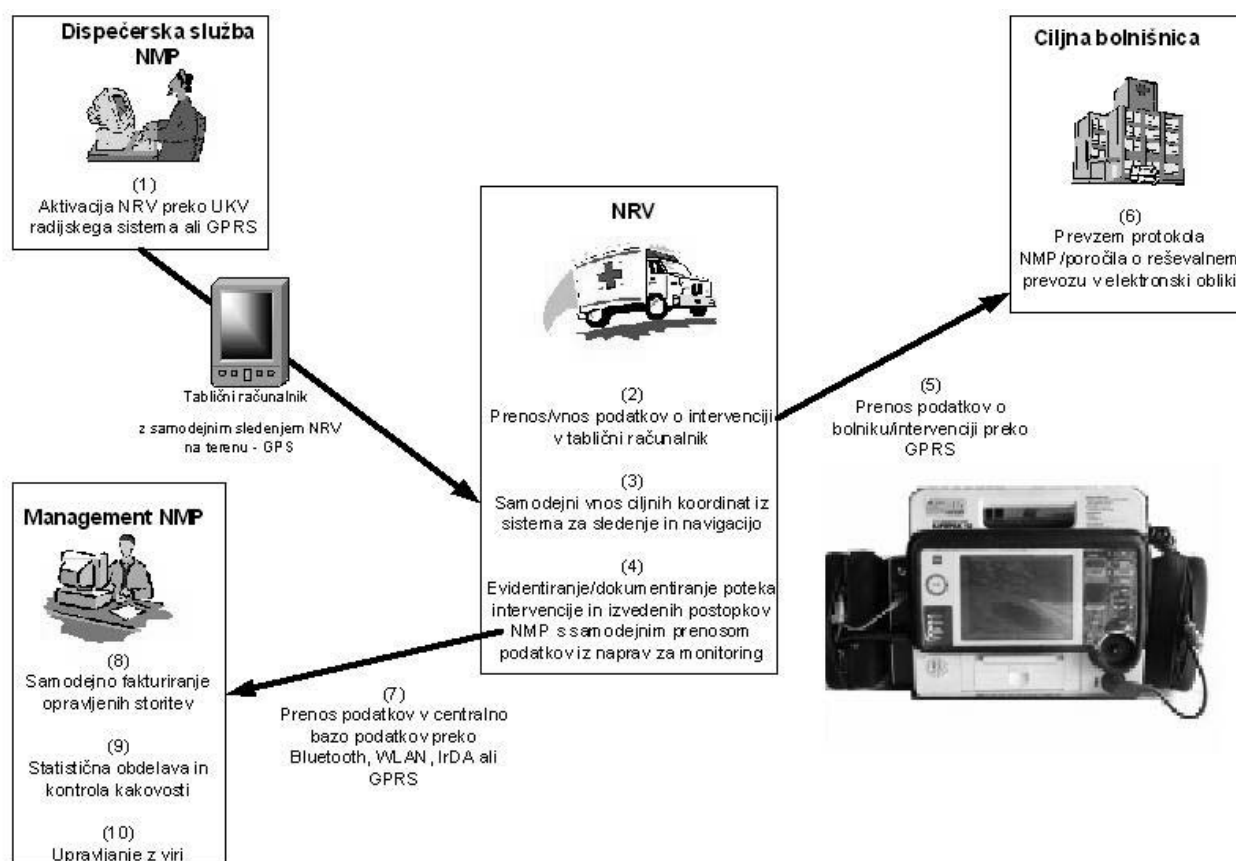 Dispečerska služba
NMP
(1)
Aktivacija NRV preko UKV
radijskega sistema ali GPRS
Tablični računalnik
z samodejnim sledenjem NRV
na terenu - GPS
NRV
(2)
Prenos/vnos podatkov o intervenciji
v tablični računalnik
(3)
Samodejni vnos ciljnih koordinat iz
sistema za sledenje in navigacijo
(4)
Evidentiranje/dokumentiranje poteka
intervencije in izvedenih postopkov
NMP s samodejnim prenosom
podatkov iz naprav za monitoring
(5)
Prenos podatkov o
bolniku/intervenciji preko
GPRS
Ciljna bolnišnica
(6)
Prevzem protokola
NMP/poročila o reševalnem
prevozu v elektronski obliki
(7)
Prenos podatkov v centralno
bazo podatkov preko
Bluetooth, WLAN, IrDA ali
GPRS
Management NMP
(8)
Samodejno fakturiranje
opravljenih storitev
(9)
Statistična obdelava in
kontrola kakovosti
(10)
Upravljanje z viri